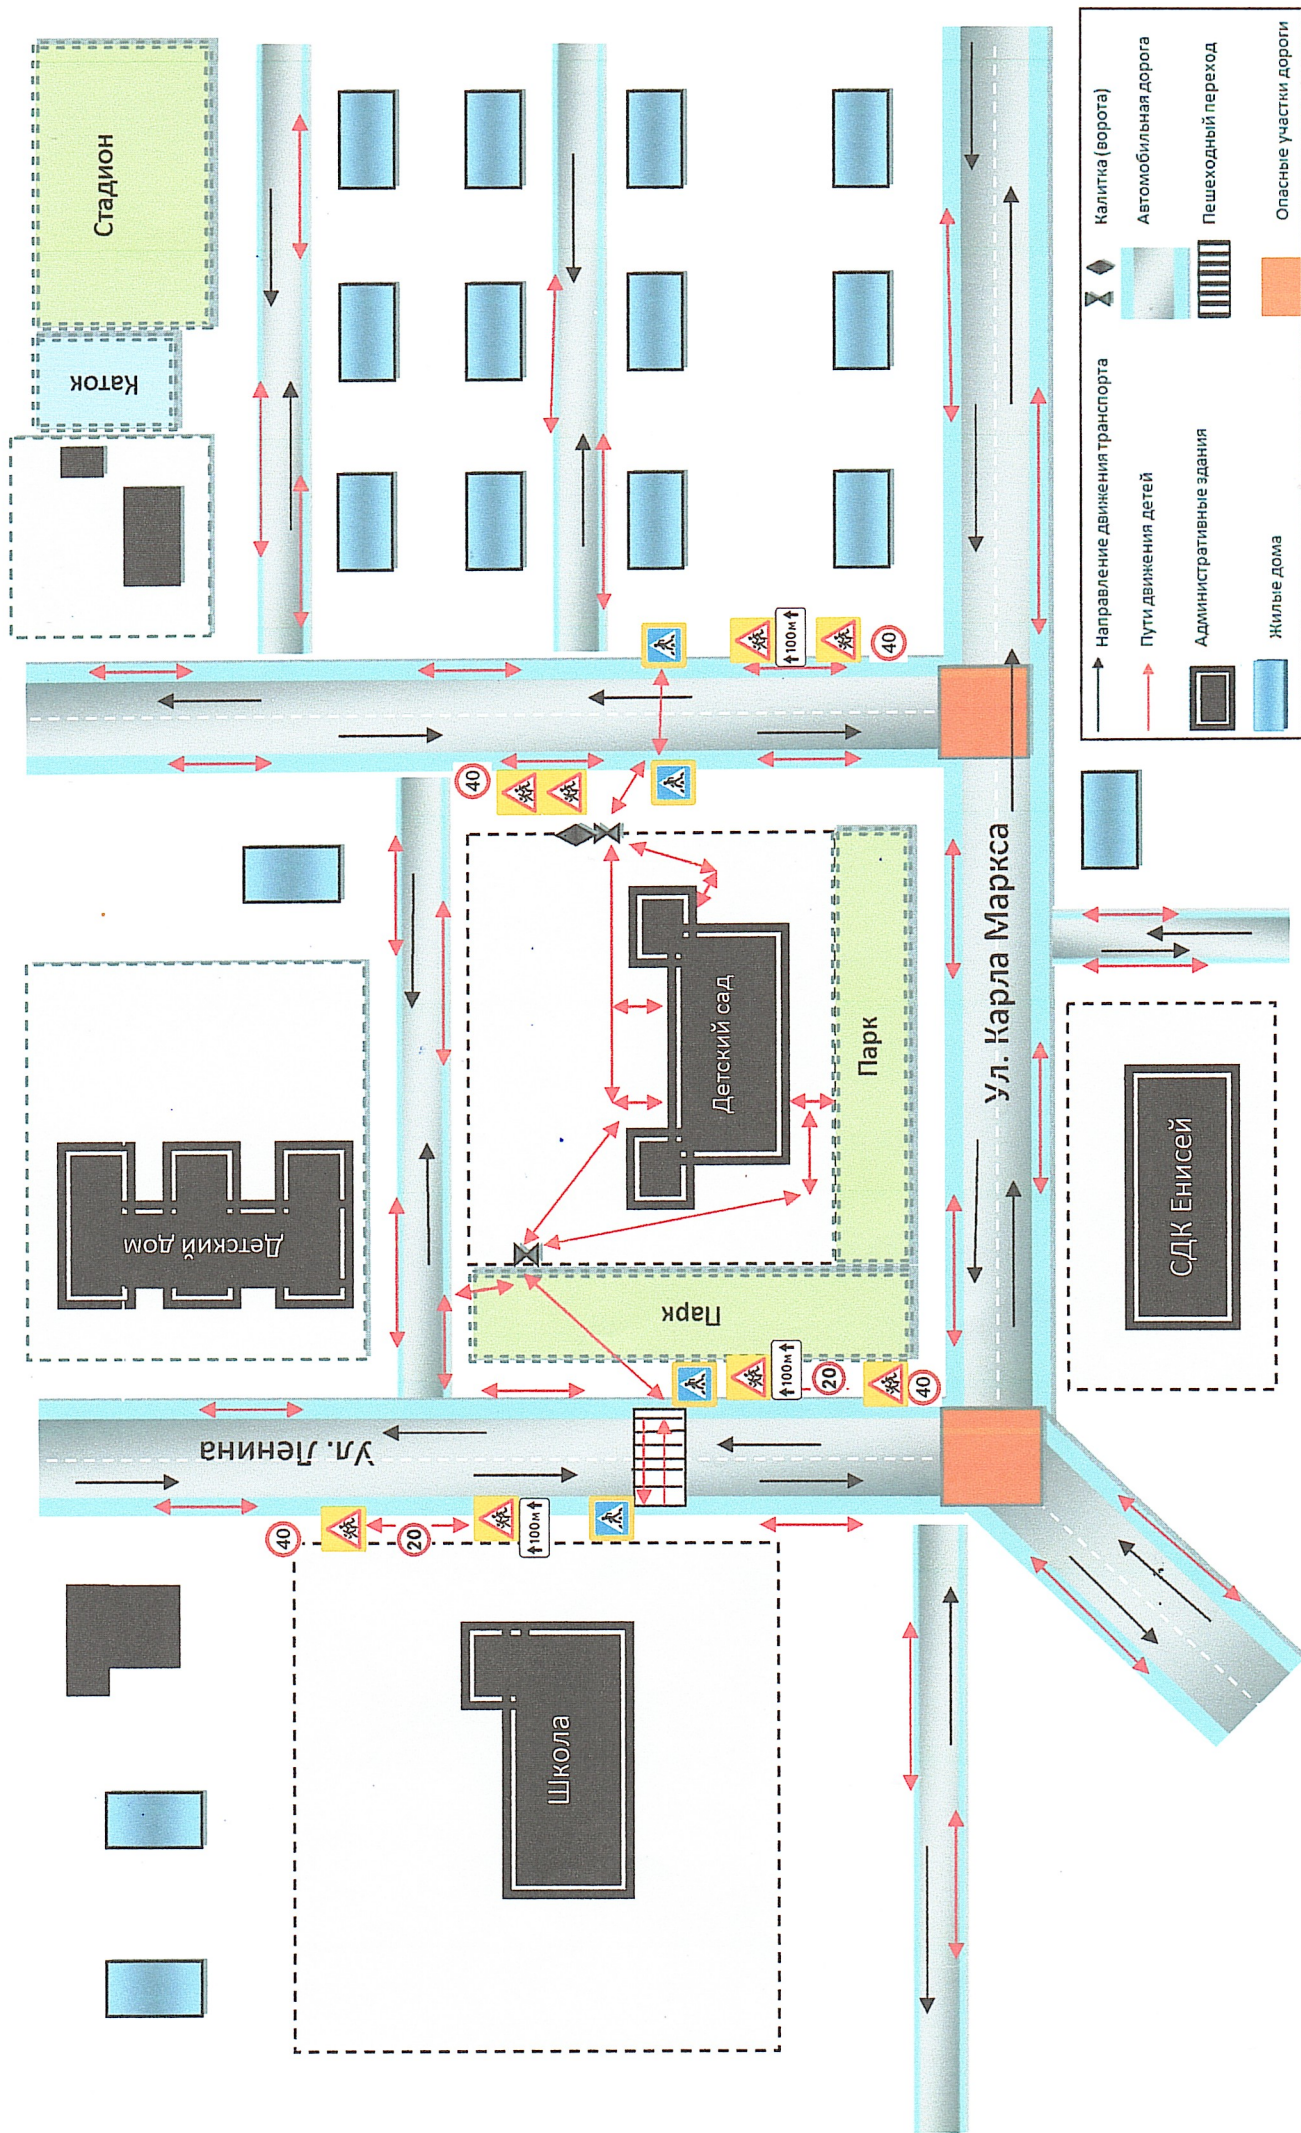 Стадион
Каток
Детский дом
Ул. Ленина
40
20
100м
Школа
Детский сад
Парк
Парк
100м
20
40
40
100м
40
Ул. Карла Маркса
СДК Енисей
Направление движения транспорта
Пути движения детей
Административные здания
Жилые дома
Калитка (ворота)
Автомобильная дорога
Пешеходный переход
Опасные участки дороги